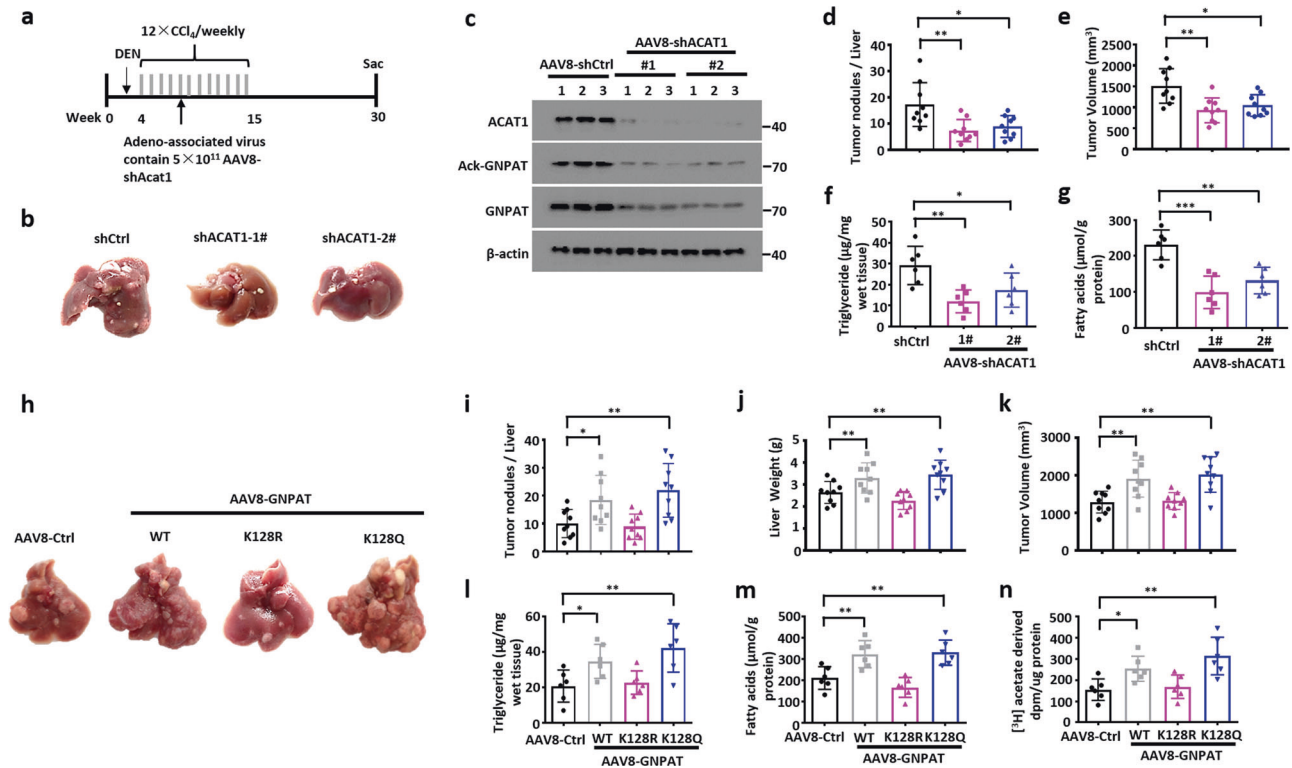 a
12×CCl4/weekly
DEN
Sac
Week 0 4 15 30
Adeno-associated virus
contain 5×10¹¹ AAV8-
shAcat1
b
shCtrl shACAT1-1# shACAT1-2#
c
AAV8-shACAT1
AAV8-shCtrl #1 #2
1 2 3 1 2 3 1 2 3
ACAT1 40
Ack-GNPAT 70
GNPAT 70
β-actin 40
d
Tumor nodules / Liver
40
30
20
10
0
**
*
e
Tumor Volume (mm³)
2500
2000
1500
1000
500
0
**
*
f
Triglyceride (μg/mg
wet tissue)
50
40
30
20
10
0
**
*
shCtrl 1# 2#
AAV8-shACAT1
g
Fatty acids (μmol/g
protein)
300
200
100
0
***
**
shCtrl 1# 2#
AAV8-shACAT1
h
AAV8-GNPAT
AAV8-Ctrl WT K128R K128Q
i
Tumor nodules / Liver
40
30
20
10
0
*
**
j
Liver Weight (g)
6
5
4
3
2
1
0
**
**
k
Tumor Volume (mm³)
3000
2000
1000
0
**
**
l
Triglyceride (μg/mg
wet tissue)
60
40
20
0
*
**
AAV8-Ctrl WT K128R K128Q
AAV8-GNPAT
m
Fatty acids (μmol/g
protein)
500
400
300
200
100
0
**
**
AAV8-Ctrl WT K128R K128Q
AAV8-GNPAT
n
[³H] acetate derived
dpm/ug protein
500
400
300
200
100
0
*
**
AAV8-Ctrl WT K128R K128Q
AAV8-GNPAT